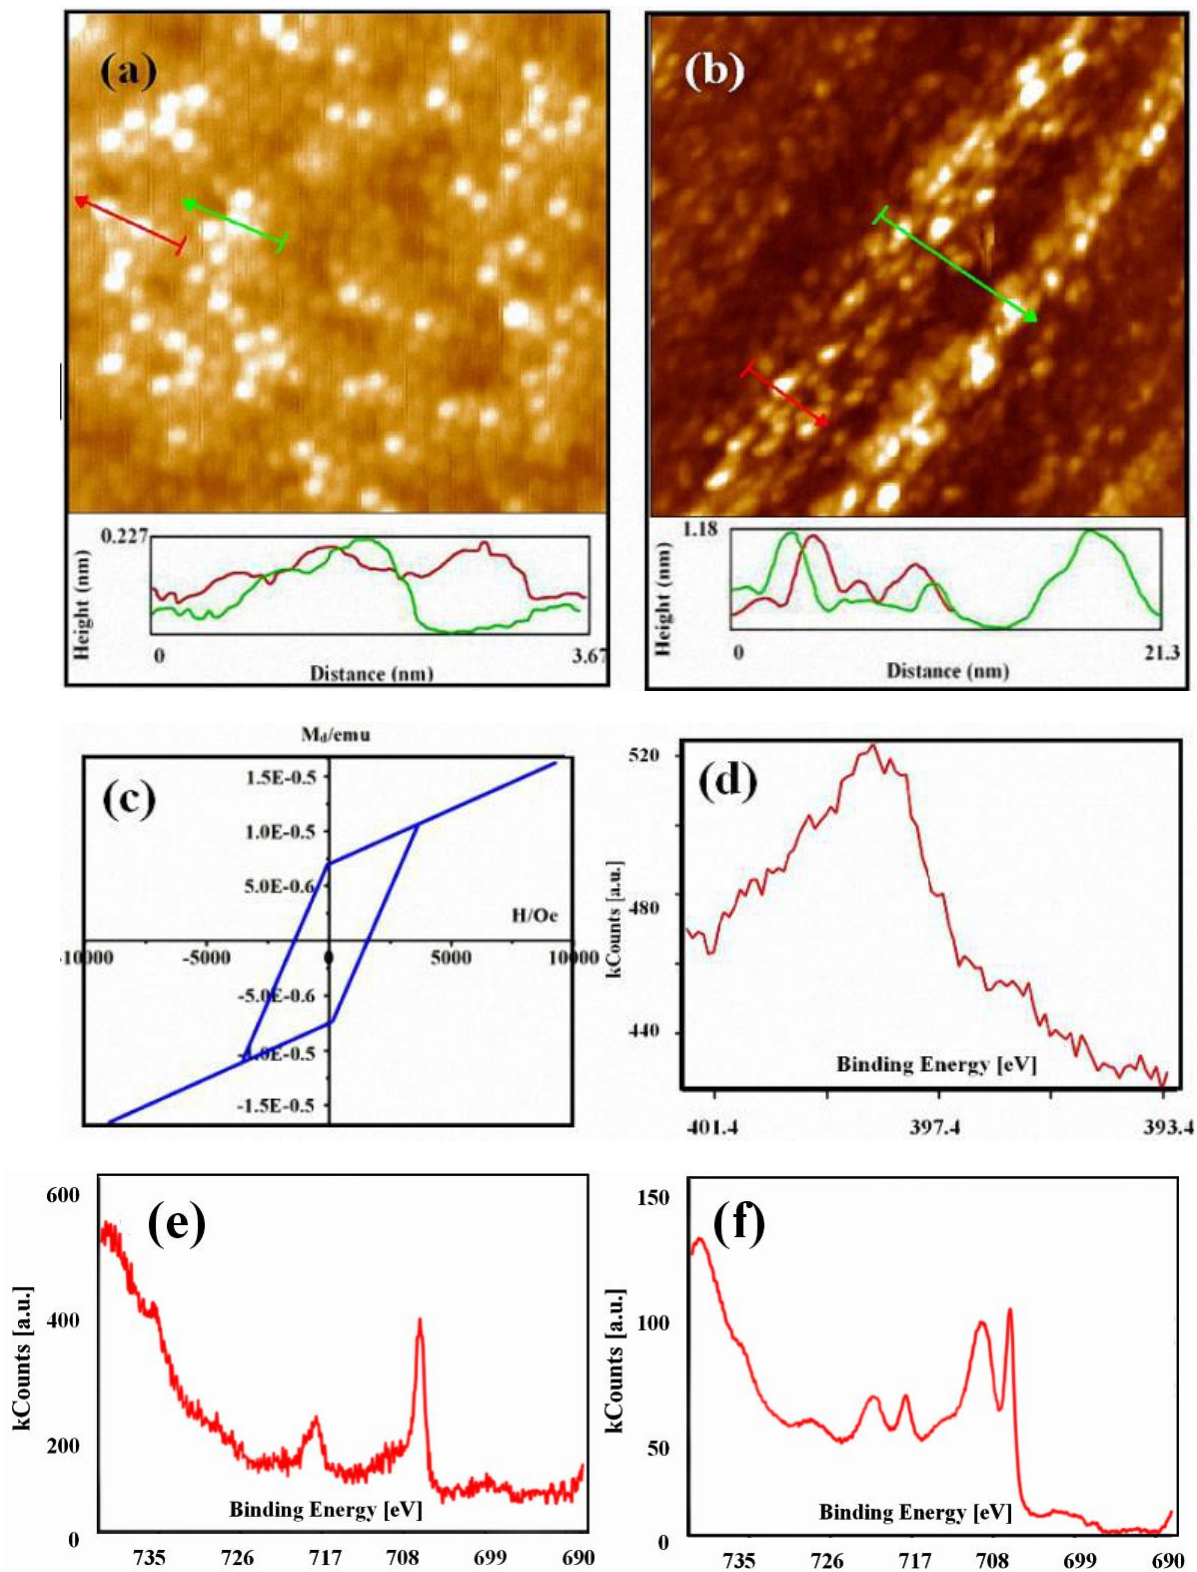 (a)
0.227
Height (nm)
0
3.67
Distance (nm)
(b)
1.18
Height (nm)
0
21.3
Distance (nm)
Md/emu
(c)
1.5E-0.5
1.0E-0.5
5.0E-0.6
H/Oe
-10000
-5000
0
5000
10000
-5.0E-0.6
-1.0E-0.5
-1.5E-0.5
(d)
520
480
440
kCounts [a.u.]
Binding Energy [eV]
401.4
397.4
393.4
(e)
600
400
200
0
kCounts [a.u.]
Binding Energy [eV]
735
726
717
708
699
690
(f)
150
100
50
0
kCounts [a.u.]
Binding Energy [eV]
735
726
717
708
699
690